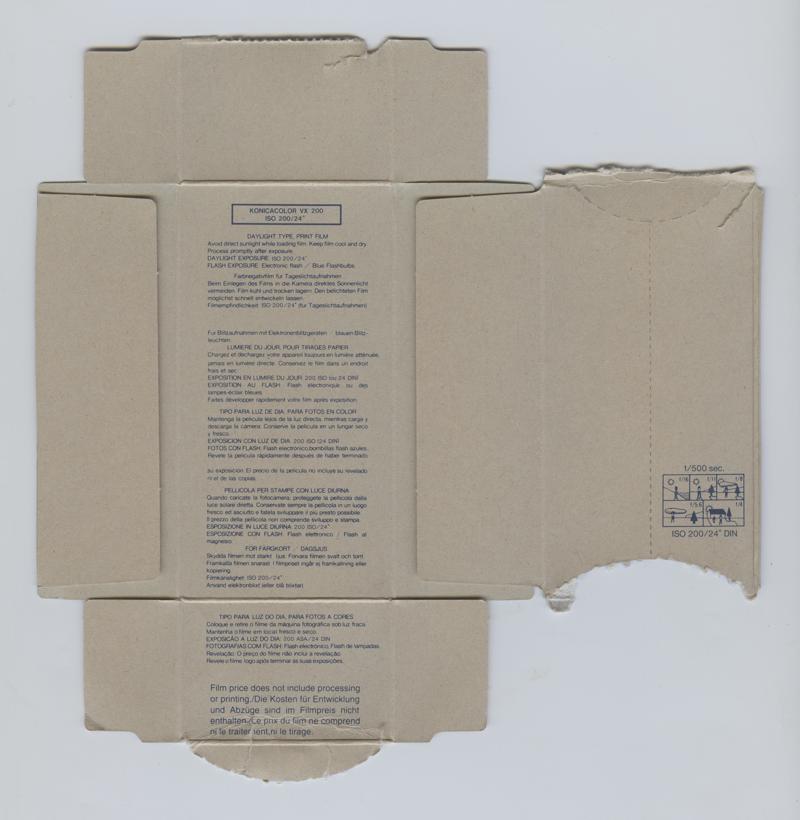 KONICACOLOR VX 200
ISO 200/24°
DAYLIGHT TYPE, PRINT FILM
Avoid direct sunlight while loading film. Keep film cool and dry.
Process promptly after exposure.
DAYLIGHT EXPOSURE: ISO 200/24°
FLASH EXPOSURE: Electronic flash / Blue Flashbulbs.
Farbnegativfilm für Tageslichtaufnahmen
Beim Einlegen des Films in die Kamera direktes Sonnenlicht
vermeiden. Film kühl und trocken lagern. Den belichteten Film
möglichst schnell entwickeln lassen.
Filmempfindlichkeit: ISO 200/24° (für Tageslichtaufnahmen)
Für Blitzaufnahmen mit Elektronenblitzgeräten / blauen Blitz-
leuchten.
LUMIERE DU JOUR, POUR TIRAGES PAPIER
Chargez et dechargez votre appareil toujours en lumière atténuée,
jamais en lumière directe. Conservez le film dans un endroit
frais et sec.
EXPOSITION EN LUMIRE DU JOUR: 200 ISO (ou 24 DIN)
EXPOSITION AU FLASH: Flash electronique ou des
lampes-éclair bleues.
Faites développer rapidement votre film après exposition.
TIPO PARA LUZ DE DIA, PARA FOTOS EN COLOR
Mantenga la película lejos de la luz directa, mientras carga y
descarga la cámera. Conserve la película en un lungar seco
y fresco.
EXPOSICION CON LUZ DE DIA: 200 ISO (24 DIN)
FOTOS CON FLASH: Flash electrónico, bombillas flash azules.
Revele la película rápidamente después de haber terminado
su exposición. El precio de la película no incluye su revelado
ni el de las copias.
PELLICOLA PER STAMPE CON LUCE DIURNA
Quando caricate la fotocamera, proteggete la pellicola dalla
luce solare diretta. Conservate sempre la pellicola in un luogo
fresco ed asciutto e fatela sviluppare il più presto possibile.
Il prezzo della pellicola non comprende sviluppo e stampa.
ESPOSIZIONE IN LUCE DIURNA: 200 ISO/24°
ESPOSIZIONE CON FLASH: Flash elettronico / Flash al
magnesio.
FÖR FÄRGKORT / DAGSJUS
Skydda filmen mot starkt ljus. Förvara filmen svalt och torrt.
Framkalla filmen snarast. I filmpriset ingår ej framkallning eller
kopiering.
Filmkänslighet: ISO 200/24°
Använd elektronblixt (eller blå blixtar).
TIPO PARA LUZ DO DIA, PARA FOTOS A CORES
Coloque e retire o filme da máquina fotográfica sob luz fraca.
Mantenha o filme em local fresco e seco.
EXPOSIÇÃO A LUZ DO DIA: 200 ASA/24 DIN
FOTOGRAFIAS COM FLASH: Flash electrónico, Flash de lampadas.
Revelação: O preço do filme não inclui a revelação.
Revele o filme logo após terminar as suas exposições.
Film price does not include processing
or printing./Die Kosten für Entwicklung
und Abzüge sind im Filmpreis nicht
enthalten./Le prix du film ne comprend
ni le traitement, ni le tirage.
1/500 sec.
f/16 f/11 f/8
f/5.6 f/4
ISO 200/24° DIN